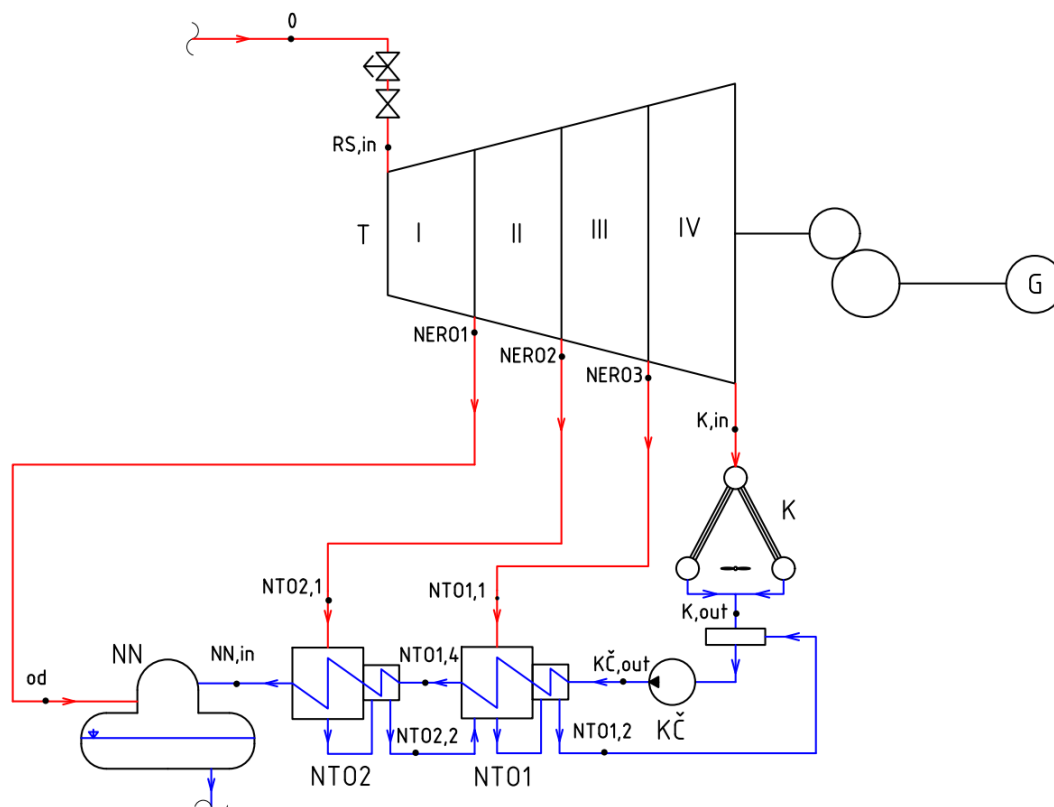 0
RS,in
T
I
II
III
IV
G
NERO1
NERO2
NERO3
K,in
K
NTO2,1
NTO1,1
K,out
NN
NN,in
NTO1,4
KČ,out
od
KČ
NTO2,2
NTO1,2
NTO2
NTO1